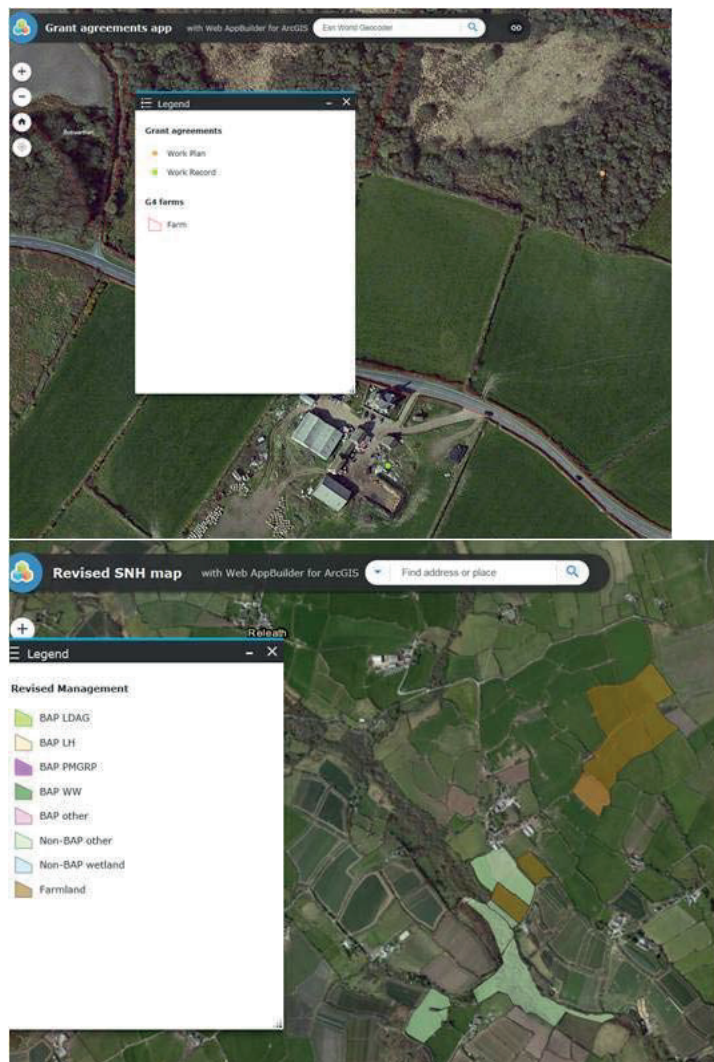 Grant agreements app with Web AppBuilder for ArcGIS Esri World Geocoder
Legend
Grant agreements
Work Plan
Work Record
G4 farms
Farm
Revised SNH map with Web AppBuilder for ArcGIS Find address or place
Releath
Legend
Revised Management
BAP LDAG
BAP LH
BAP PMGRP
BAP WW
BAP other
Non-BAP other
Non-BAP wetland
Farmland